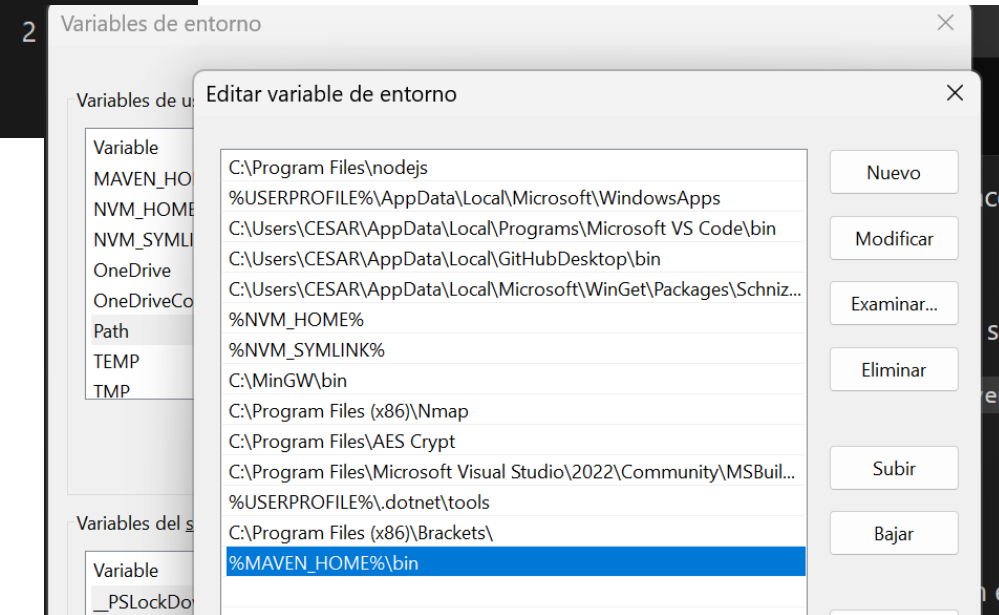 2
Variables de entorno
Editar variable de entorno
Variables de u
Variable
MAVEN_HO
NVM_HOME
NVM_SYMLI
OneDrive
OneDriveCo
Path
TEMP
TMP
C:\Program Files\nodejs
%USERPROFILE%\AppData\Local\Microsoft\WindowsApps
C:\Users\CESAR\AppData\Local\Programs\Microsoft VS Code\bin
C:\Users\CESAR\AppData\Local\GitHubDesktop\bin
C:\Users\CESAR\AppData\Local\Microsoft\WinGet\Packages\Schniz...
%NVM_HOME%
%NVM_SYMLINK%
C:\MinGW\bin
C:\Program Files (x86)\Nmap
C:\Program Files\AES Crypt
C:\Program Files\Microsoft Visual Studio\2022\Community\MSBuil...
%USERPROFILE%\.dotnet\tools
C:\Program Files (x86)\Brackets\
%MAVEN_HOME%\bin
Nuevo
Modificar
Examinar...
Eliminar
Subir
Bajar
Variables del s
Variable
__PSLockDo